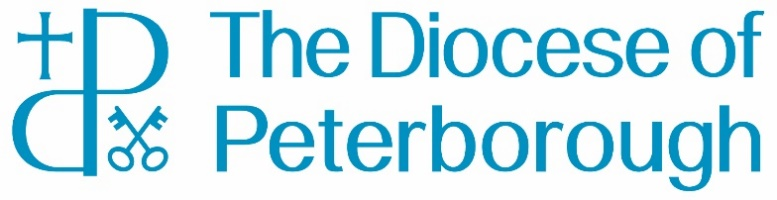 The Diocese of
Peterborough